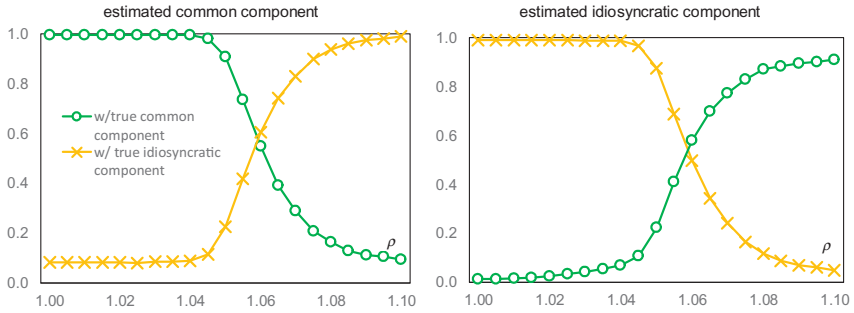 estimated common component
1.0
0.8
0.6
0.4
0.2
0.0
w/true common
component
w/ true idiosyncratic
component
ρ
1.00 1.02 1.04 1.06 1.08 1.10
estimated idiosyncratic component
1.0
0.8
0.6
0.4
0.2
0.0
ρ
1.00 1.02 1.04 1.06 1.08 1.10